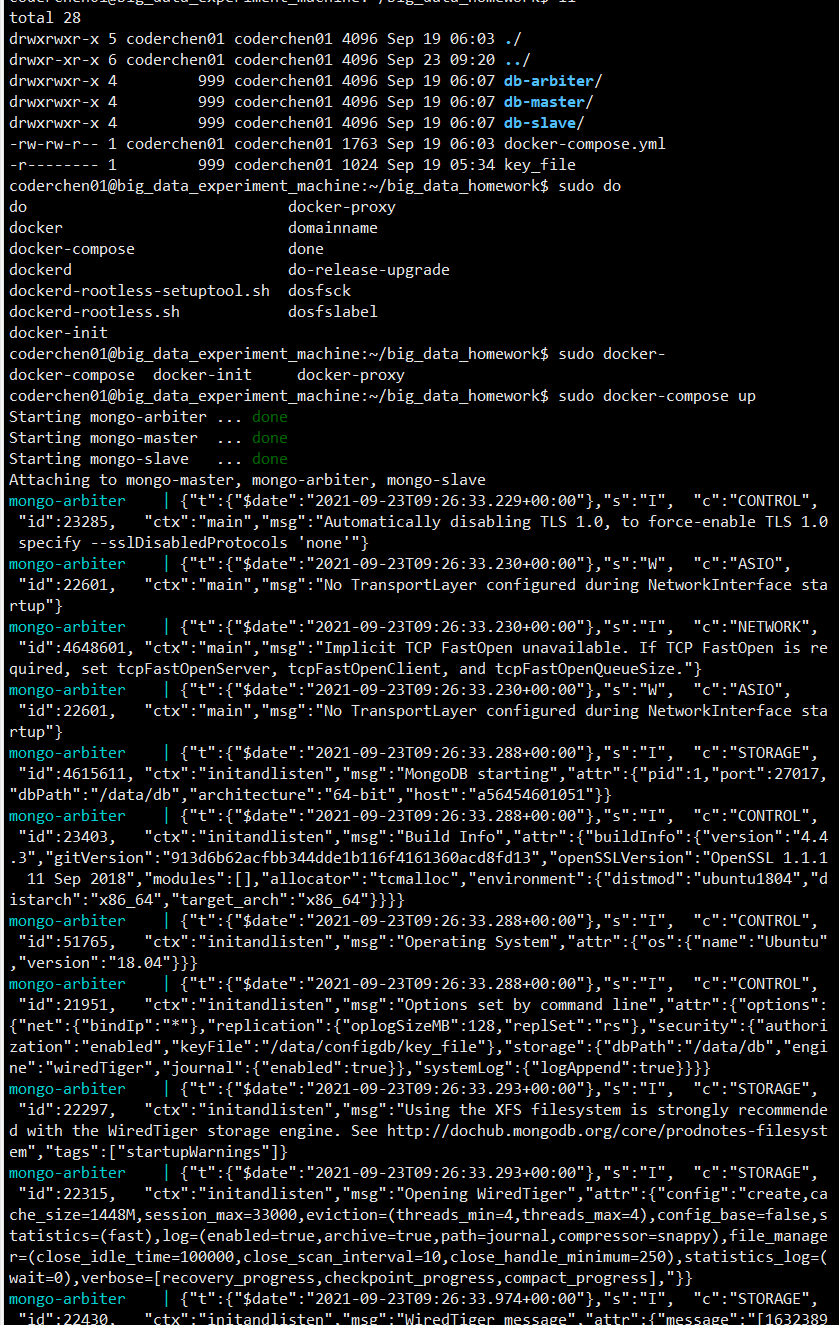 total 28
drwxrwxr-x 5 coderchen01 coderchen01 4096 Sep 19 06:03 ./
drwxr-xr-x 6 coderchen01 coderchen01 4096 Sep 23 09:20 ../
drwxrwxr-x 4         999 coderchen01 4096 Sep 19 06:07 db-arbiter/
drwxrwxr-x 4         999 coderchen01 4096 Sep 19 06:07 db-master/
drwxrwxr-x 4         999 coderchen01 4096 Sep 19 06:07 db-slave/
-rw-rw-r-- 1 coderchen01 coderchen01 1763 Sep 19 06:03 docker-compose.yml
-r-------- 1         999 coderchen01 1024 Sep 19 05:34 key_file
coderchen01@big_data_experiment_machine:~/big_data_homework$ sudo do
do                             docker-proxy
docker                         domainname
docker-compose                 done
dockerd                        do-release-upgrade
dockerd-rootless-setuptool.sh  dosfsck
dockerd-rootless.sh            dosfslabel
docker-init
coderchen01@big_data_experiment_machine:~/big_data_homework$ sudo docker-
docker-compose  docker-init     docker-proxy
coderchen01@big_data_experiment_machine:~/big_data_homework$ sudo docker-compose up
Starting mongo-arbiter ... done
Starting mongo-master  ... done
Starting mongo-slave   ... done
Attaching to mongo-master, mongo-arbiter, mongo-slave
mongo-arbiter    | {"t":{"$date":"2021-09-23T09:26:33.229+00:00"},"s":"I",  "c":"CONTROL",
 "id":23285,   "ctx":"main","msg":"Automatically disabling TLS 1.0, to force-enable TLS 1.0
 specify --sslDisabledProtocols 'none'"}
mongo-arbiter    | {"t":{"$date":"2021-09-23T09:26:33.230+00:00"},"s":"W",  "c":"ASIO",
 "id":22601,   "ctx":"main","msg":"No TransportLayer configured during NetworkInterface sta
rtup"}
mongo-arbiter    | {"t":{"$date":"2021-09-23T09:26:33.230+00:00"},"s":"I",  "c":"NETWORK",
 "id":4648601, "ctx":"main","msg":"Implicit TCP FastOpen unavailable. If TCP FastOpen is re
quired, set tcpFastOpenServer, tcpFastOpenClient, and tcpFastOpenQueueSize."}
mongo-arbiter    | {"t":{"$date":"2021-09-23T09:26:33.230+00:00"},"s":"W",  "c":"ASIO",
 "id":22601,   "ctx":"main","msg":"No TransportLayer configured during NetworkInterface sta
rtup"}
mongo-arbiter    | {"t":{"$date":"2021-09-23T09:26:33.288+00:00"},"s":"I",  "c":"STORAGE",
 "id":4615611, "ctx":"initandlisten","msg":"MongoDB starting","attr":{"pid":1,"port":27017,
"dbPath":"/data/db","architecture":"64-bit","host":"a56454601051"}}
mongo-arbiter    | {"t":{"$date":"2021-09-23T09:26:33.288+00:00"},"s":"I",  "c":"CONTROL",
 "id":23403,   "ctx":"initandlisten","msg":"Build Info","attr":{"buildInfo":{"version":"4.4
.3","gitVersion":"913d6b62acfbb344dde1b116f4161360acd8fd13","openSSLVersion":"OpenSSL 1.1.1
  11 Sep 2018","modules":[],"allocator":"tcmalloc","environment":{"distmod":"ubuntu1804","d
istarch":"x86_64","target_arch":"x86_64"}}}}
mongo-arbiter    | {"t":{"$date":"2021-09-23T09:26:33.288+00:00"},"s":"I",  "c":"CONTROL",
 "id":51765,   "ctx":"initandlisten","msg":"Operating System","attr":{"os":{"name":"Ubuntu"
,"version":"18.04"}}}
mongo-arbiter    | {"t":{"$date":"2021-09-23T09:26:33.288+00:00"},"s":"I",  "c":"CONTROL",
 "id":21951,   "ctx":"initandlisten","msg":"Options set by command line","attr":{"options":
{"net":{"bindIp":"*"},"replication":{"oplogSizeMB":128,"replSet":"rs"},"security":{"authori
zation":"enabled","keyFile":"/data/configdb/key_file"},"storage":{"dbPath":"/data/db","engi
ne":"wiredTiger","journal":{"enabled":true}},"systemLog":{"logAppend":true}}}}
mongo-arbiter    | {"t":{"$date":"2021-09-23T09:26:33.293+00:00"},"s":"I",  "c":"STORAGE",
 "id":22297,   "ctx":"initandlisten","msg":"Using the XFS filesystem is strongly recommende
d with the WiredTiger storage engine. See http://dochub.mongodb.org/core/prodnotes-filesyst
em","tags":["startupWarnings"]}
mongo-arbiter    | {"t":{"$date":"2021-09-23T09:26:33.293+00:00"},"s":"I",  "c":"STORAGE",
 "id":22315,   "ctx":"initandlisten","msg":"Opening WiredTiger","attr":{"config":"create,ca
che_size=1448M,session_max=33000,eviction=(threads_min=4,threads_max=4),config_base=false,s
tatistics=(fast),log=(enabled=true,archive=true,path=journal,compressor=snappy),file_manage
r=(close_idle_time=100000,close_scan_interval=10,close_handle_minimum=250),statistics_log=(
wait=0),verbose=[recovery_progress,checkpoint_progress,compact_progress],"}}
mongo-arbiter    | {"t":{"$date":"2021-09-23T09:26:33.974+00:00"},"s":"I",  "c":"STORAGE",
 "id":22430,   "ctx":"initandlisten","msg":"WiredTiger message","attr":{"message":"[1632389